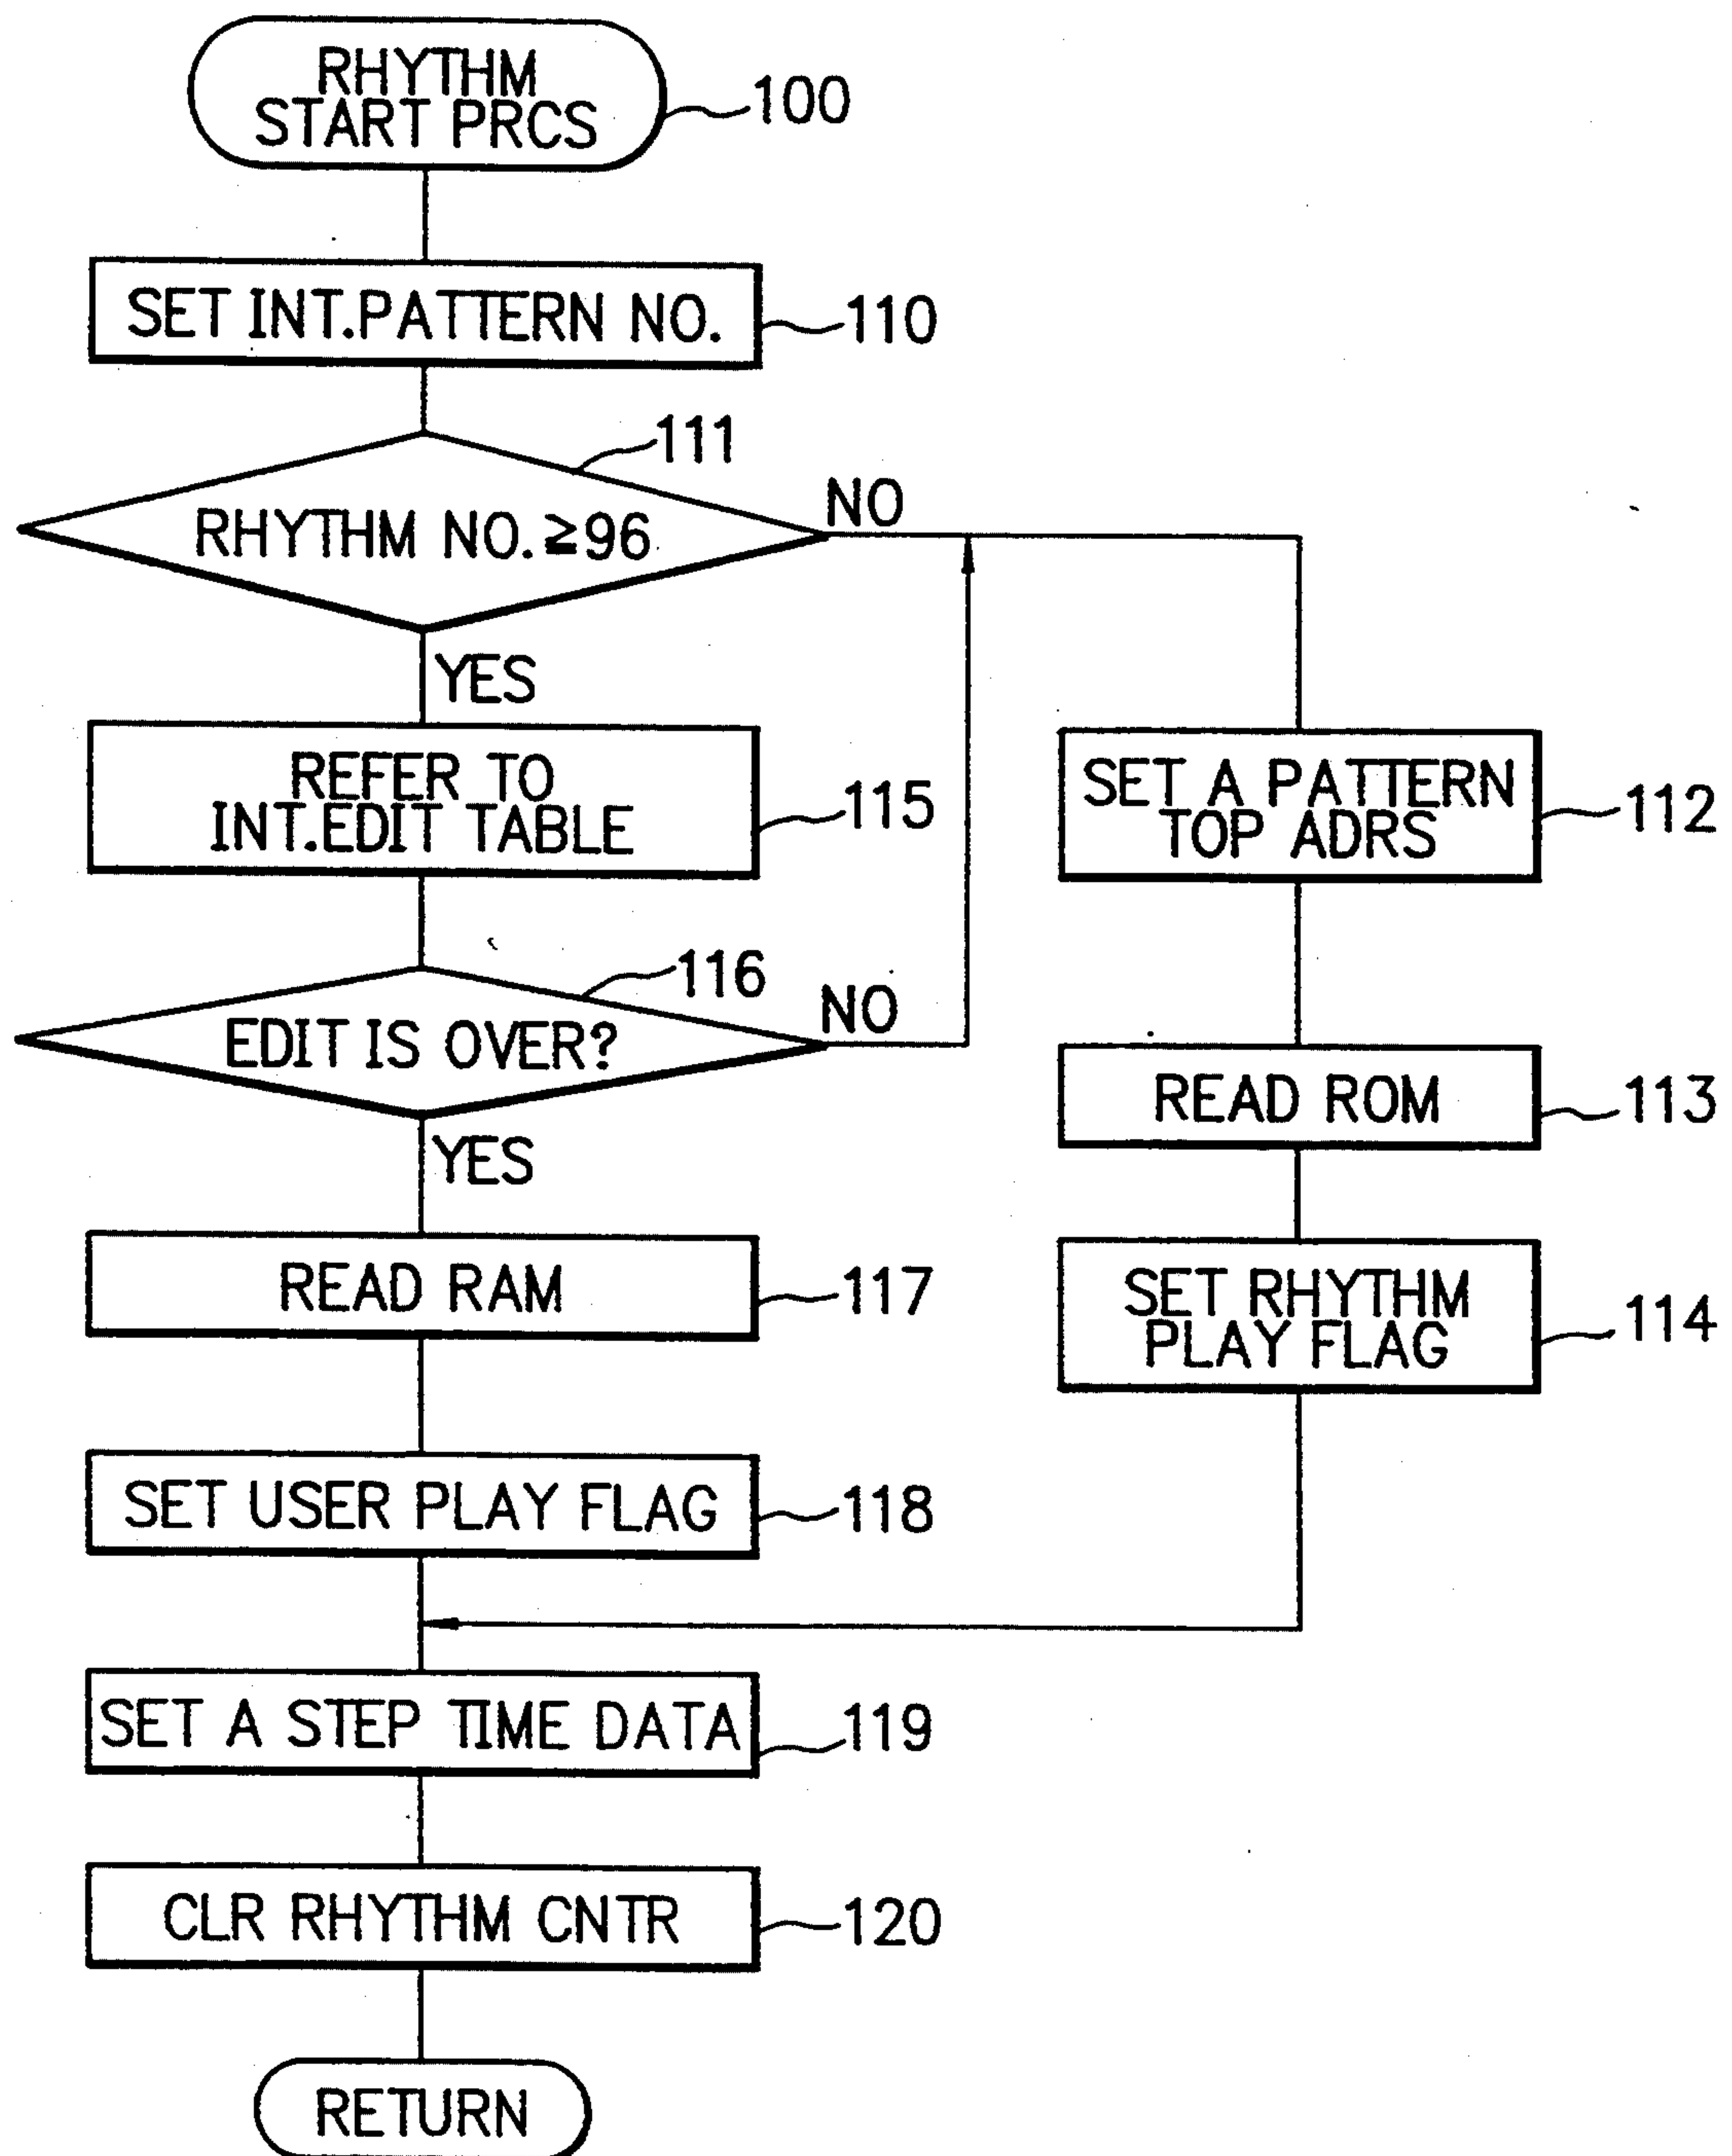 RHYTHM
START PRCS
100
SET INT.PATTERN NO.
110
111
RHYTHM NO.≧96
NO
YES
REFER TO
INT.EDIT TABLE
115
SET A PATTERN
TOP ADRS
112
116
EDIT IS OVER?
NO
YES
READ ROM
113
READ RAM
117
SET RHYTHM
PLAY FLAG
114
SET USER PLAY FLAG
118
SET A STEP TIME DATA
119
CLR RHYTHM CNTR
120
RETURN